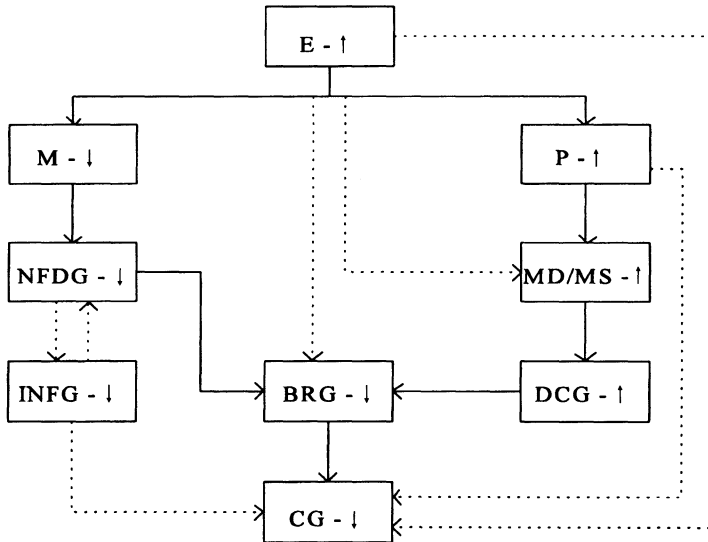 E - ↑
M - ↓
P - ↑
NFDG - ↓
MD/MS - ↑
INFG - ↓
BRG - ↓
DCG - ↑
CG - ↓